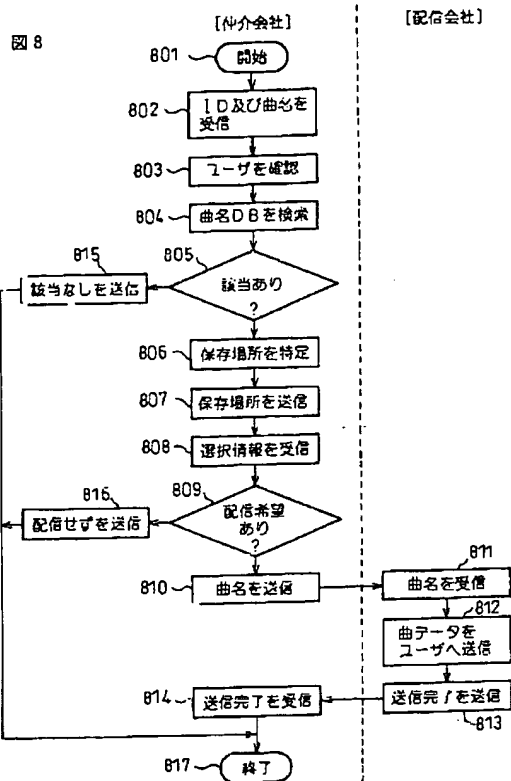 図8
[仲介会社]
[配信会社]
801
開始
802
ID及び曲名を
受信
803
ユーザを確認
804
曲名DBを検索
805
該当あり
?
815
該当なしを送信
806
保存場所を特定
807
保存場所を送信
808
選択情報を受信
809
配信希望
あり
?
816
配信せずを送信
810
曲名を送信
811
曲名を受信
812
曲データを
ユーザへ送信
813
送信完了を送信
814
送信完了を受信
817
終了